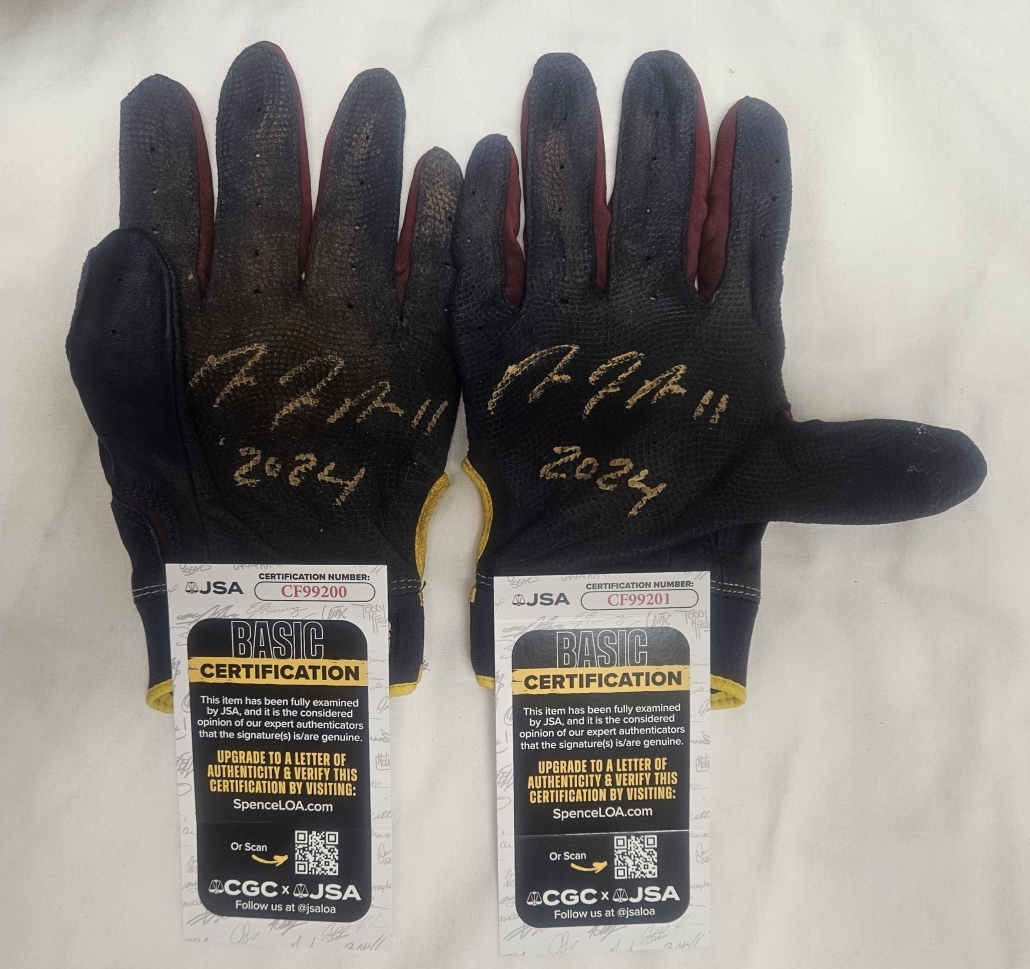 11
2024
11
2024
JSA
CERTIFICATION NUMBER:
CF99200
BASIC
CERTIFICATION
This item has been fully examined
by JSA, and it is the considered
opinion of our expert authenticators
that the signature(s) is/are genuine.
UPGRADE TO A LETTER OF
AUTHENTICITY & VERIFY THIS
CERTIFICATION BY VISITING:
SpenceLOA.com
Or Scan
CGC x JSA
Follow us at @jsaloa
JSA
CERTIFICATION NUMBER:
CF99201
BASIC
CERTIFICATION
This item has been fully examined
by JSA, and it is the considered
opinion of our expert authenticators
that the signature(s) is/are genuine.
UPGRADE TO A LETTER OF
AUTHENTICITY & VERIFY THIS
CERTIFICATION BY VISITING:
SpenceLOA.com
Or Scan
CGC x JSA
Follow us at @jsaloa